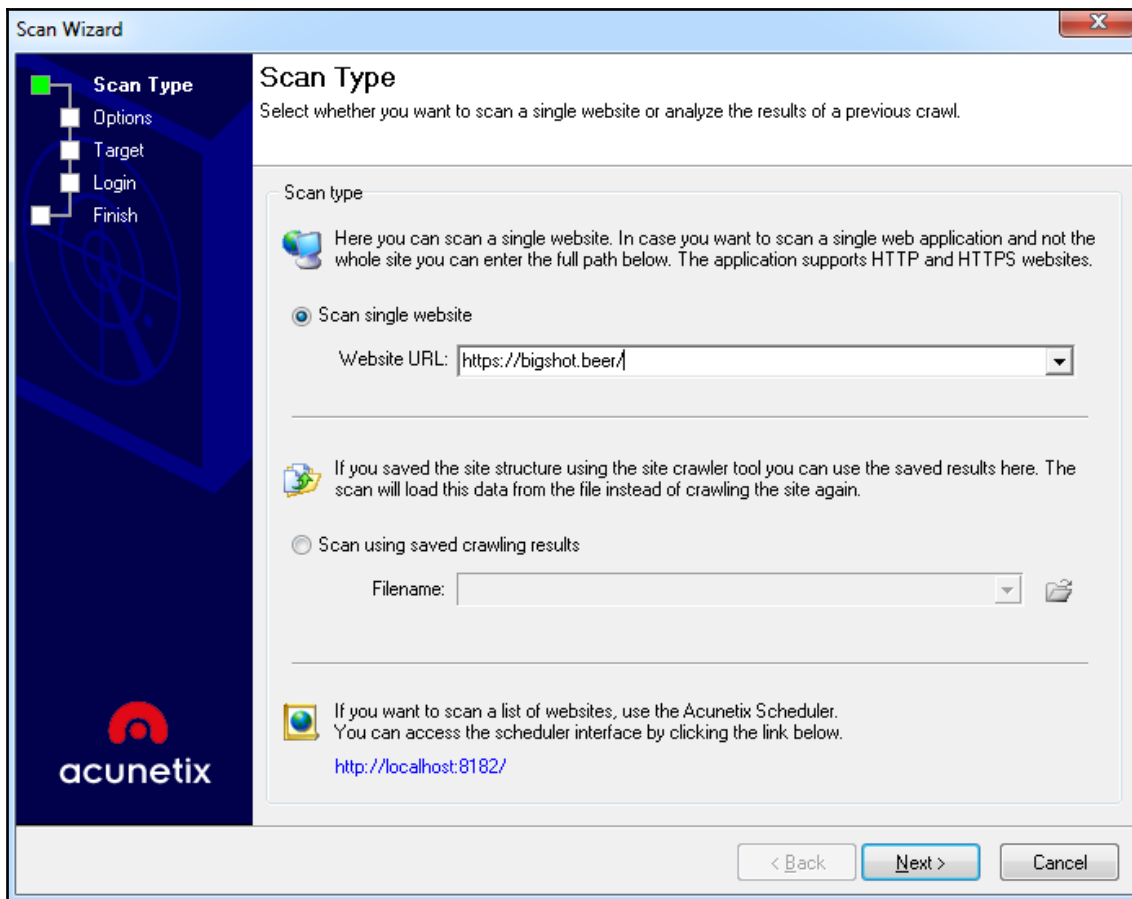 Scan Wizard
Scan Type
Options
Target
Login
Finish
acunetix
Scan Type
Select whether you want to scan a single website or analyze the results of a previous crawl.
Scan type
Here you can scan a single website. In case you want to scan a single web application and not the
whole site you can enter the full path below. The application supports HTTP and HTTPS websites.
Scan single website
Website URL: https://bigshot.beer/
If you saved the site structure using the site crawler tool you can use the saved results here. The
scan will load this data from the file instead of crawling the site again.
Scan using saved crawling results
Filename:
If you want to scan a list of websites, use the Acunetix Scheduler.
You can access the scheduler interface by clicking the link below.
http://localhost:8182/
< Back Next > Cancel